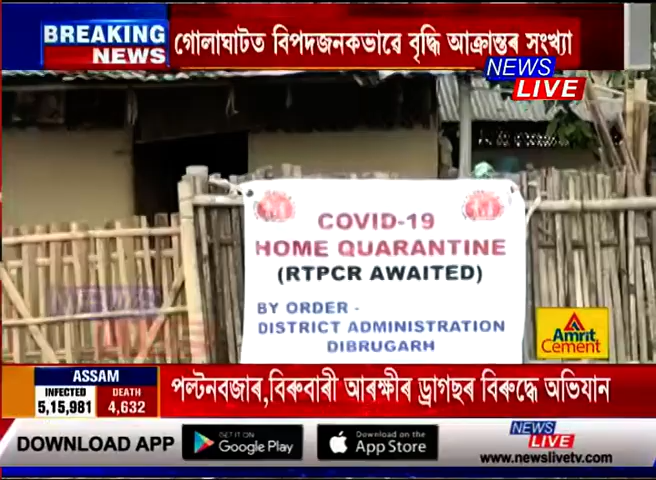 BREAKING NEWS
গোলাঘাটত বিপদজনকভাৱে বৃদ্ধি আক্ৰান্তৰ সংখ্যা
NEWS LIVE
COVID-19
HOME QUARANTINE
(RTPCR AWAITED)
BY ORDER -
DISTRICT ADMINISTRATION
DIBRUGARH
Amrit
Cement
ASSAM
INFECTED DEATH
5,15,981 4,632
পল্টনবজাৰ,বিৰুবাৰী আৰক্ষীৰ ড্ৰাগছৰ বিৰুদ্ধে অভিযান
DOWNLOAD APP
GET IT ON
Google Play
Download on the
App Store
NEWS LIVE
www.newslivetv.com